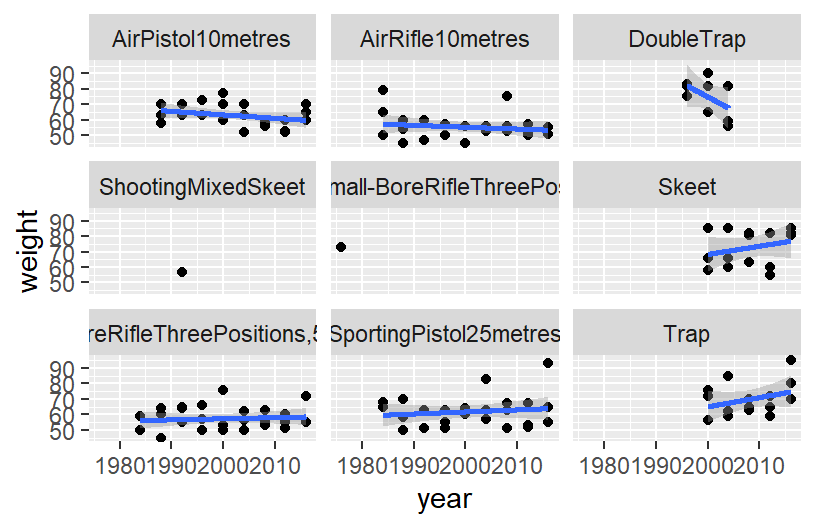 AirPistol10metres
AirRifle10metres
DoubleTrap
90
80
70
60
50
ShootingMixedSkeet
mall-BoreRifleThreePos
Skeet
weight
90
80
70
60
50
reRifleThreePositions,5
SportingPistol25metres
Trap
90
80
70
60
50
1980199020002010
1980199020002010
1980199020002010
year